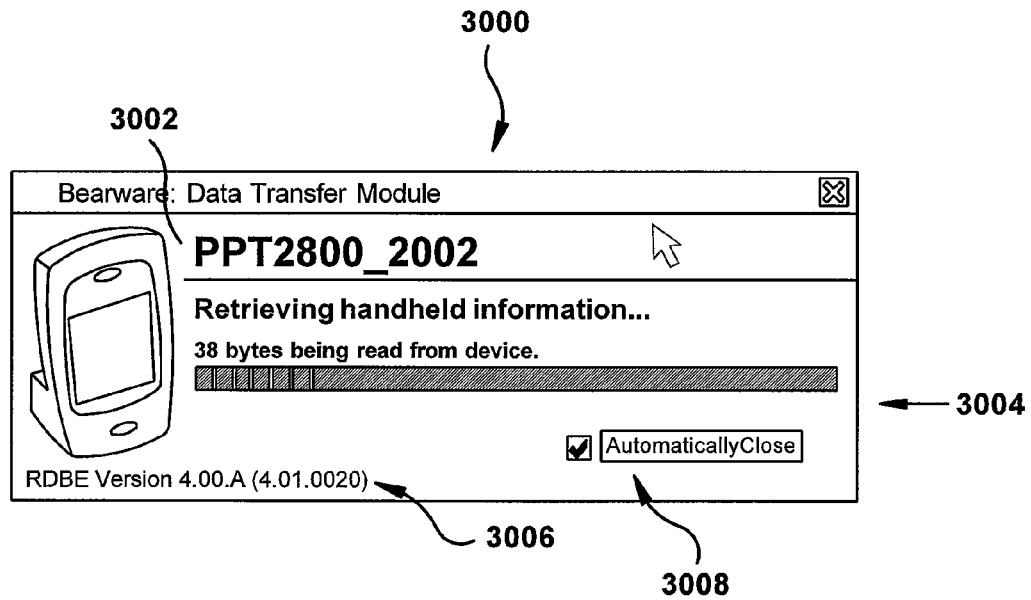 3000
3002
Bearware: Data Transfer Module
PPT2800_2002
Retrieving handheld information...
38 bytes being read from device.
3004
AutomaticallyClose
RDBE Version 4.00.A (4.01.0020)
3006
3008